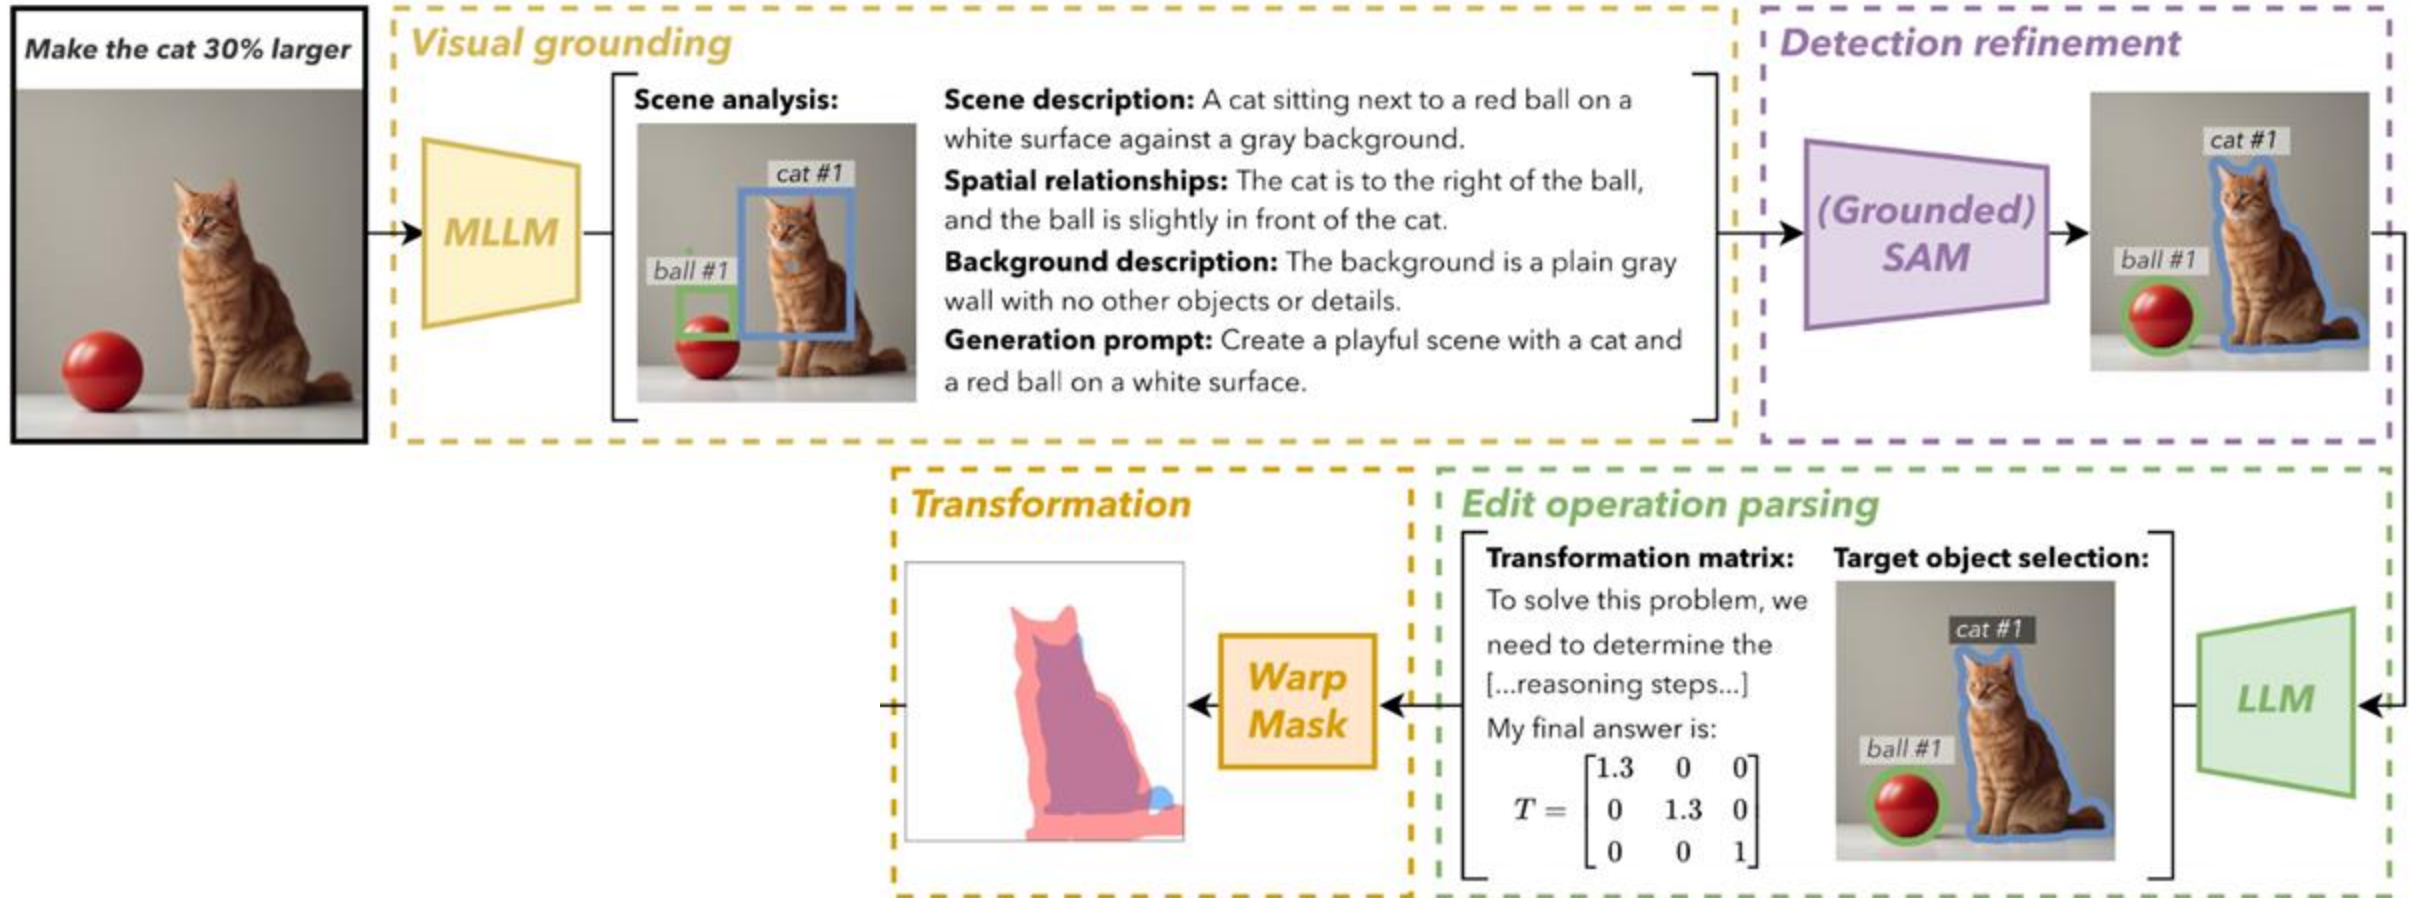 Make the cat 30% larger
Visual grounding
MLLM
Scene analysis:
cat #1
ball #1
Scene description: A cat sitting next to a red ball on a
white surface against a gray background.
Spatial relationships: The cat is to the right of the ball,
and the ball is slightly in front of the cat.
Background description: The background is a plain gray
wall with no other objects or details.
Generation prompt: Create a playful scene with a cat and
a red ball on a white surface.
Detection refinement
(Grounded)
SAM
cat #1
ball #1
Edit operation parsing
LLM
Target object selection:
cat #1
ball #1
Transformation matrix:
To solve this problem, we
need to determine the
[...reasoning steps...]
My final answer is:
T = [1.3 0 0
0 1.3 0
0 0 1]
Transformation
Warp
Mask